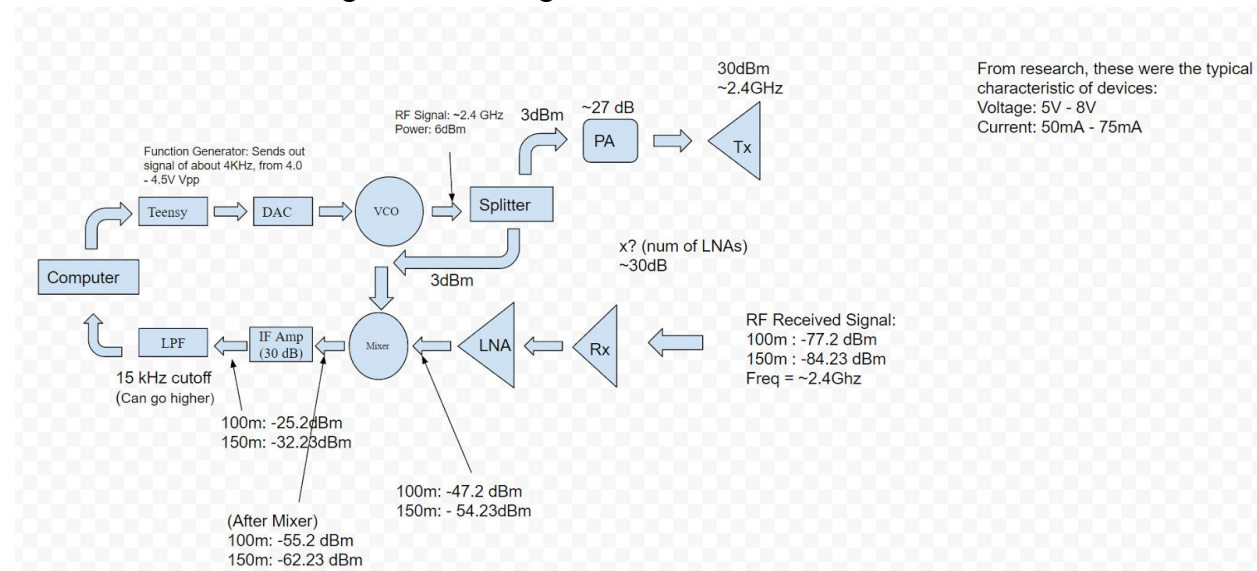 30dBm
~2.4GHz
From research, these were the typical
characteristic of devices:
Voltage: 5V - 8V
Current: 50mA - 75mA
RF Signal: ~2.4 GHz
Power: 6dBm
3dBm
~27 dB
PA
Tx
Function Generator: Sends out
signal of about 4KHz, from 4.0
- 4.5V Vpp
Teensy
DAC
VCO
Splitter
x? (num of LNAs)
~30dB
Computer
3dBm
RF Received Signal:
100m : -77.2 dBm
150m : -84.23 dBm
Freq = ~2.4Ghz
LPF
IF Amp
(30 dB)
Mixer
LNA
Rx
15 kHz cutoff
(Can go higher)
100m: -25.2dBm
150m: -32.23dBm
100m: -47.2 dBm
150m: - 54.23dBm
(After Mixer)
100m: -55.2 dBm
150m: -62.23 dBm